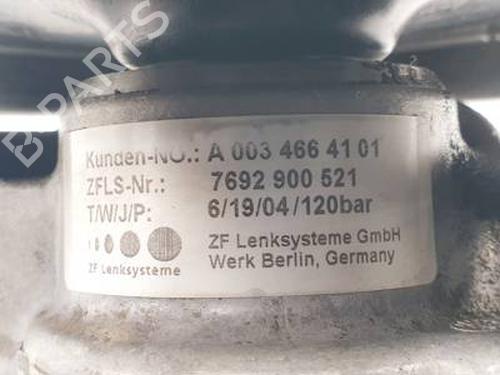 B PARTS
Kunden-NO.: A 003 466 41 01
ZFLS-Nr.: 7692 900 521
T/W/J/P: 6/19/04/120bar
ZF Lenksysteme GmbH
Werk Berlin, Germany
ZF Lenksysteme